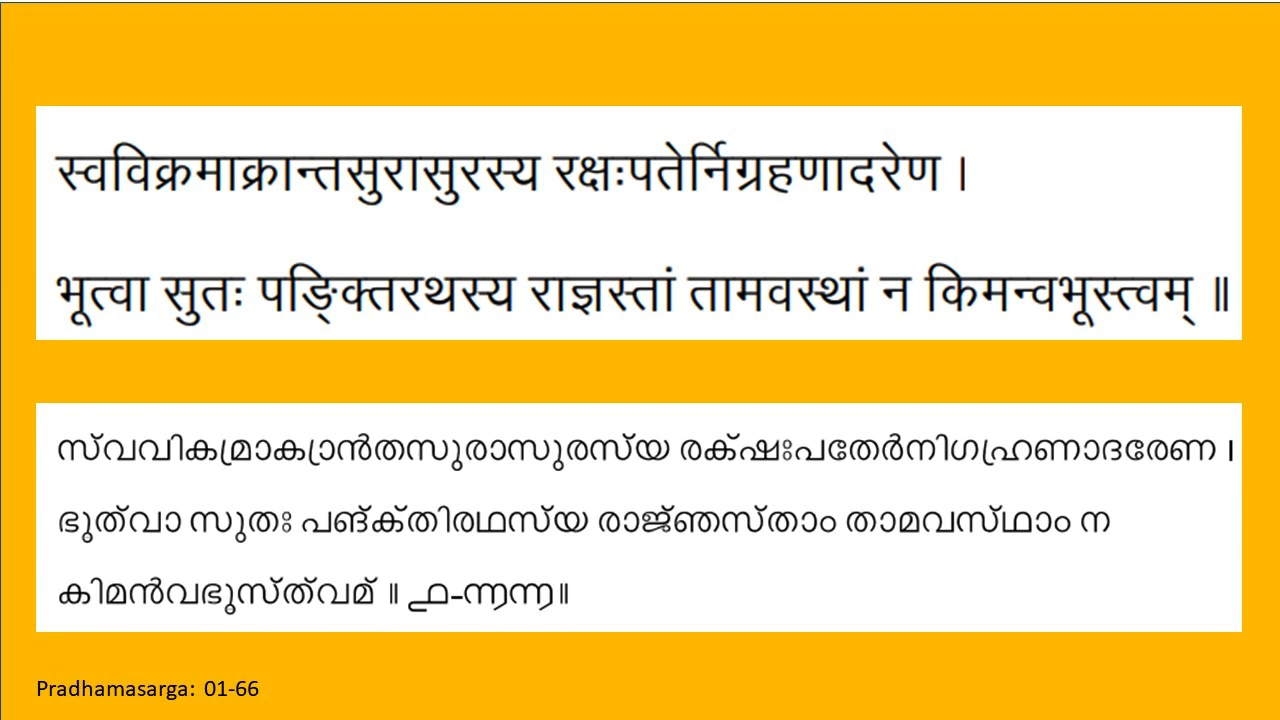 स्वविक्रमाक्रान्तसुरासुरस्य रक्षःपतेर्निग्रहणादरेण ।
भूत्वा सुतः पङ्क्तिरथस्य राज्ञस्तां तामवस्थां न किमन्वभूस्त्वम् ॥
സ്‌വവിക്രമാക്രാൻതസുരാസുരസ്യ രക്‌ഷഃപതേർനിഗ്രഹണാദരേണ ।
ഭുത്‌വാ സുതഃ പങ്ക്തിരഥസ്യ രാജ്ഞസ്താം താമവസ്ഥാം ന
കിമൻവഭൂസ്ത്‌വമ് ॥ ൧-൬൬॥
Pradhamasarga: 01-66